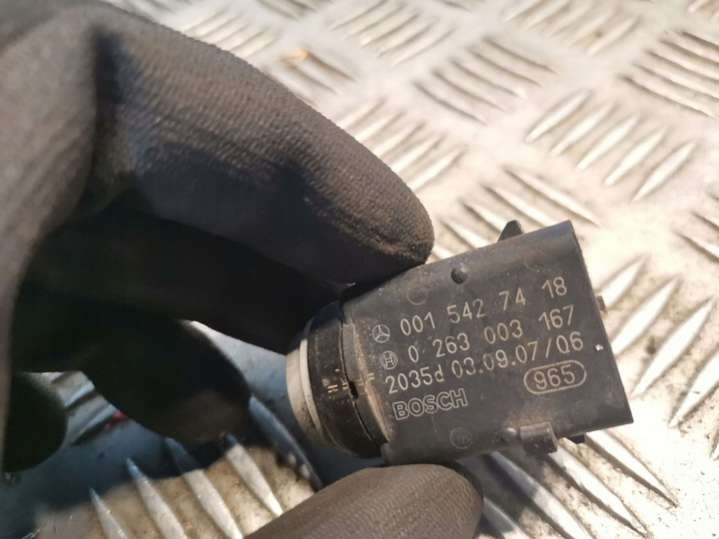 001 542 74 18
0 263 003 167
2035d 03.09.07/06
BOSCH 965